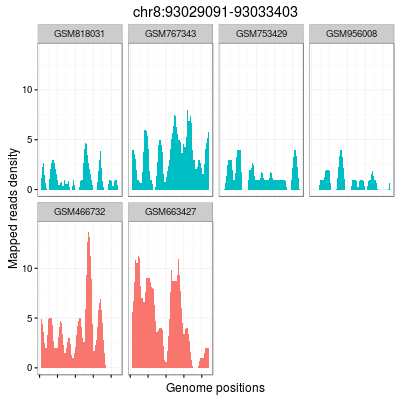 chr8:93029091-93033403
GSM818031 GSM767343 GSM753429 GSM956008
10
5
0
GSM466732 GSM663427
10
5
0
Mapped reads density
Genome positions